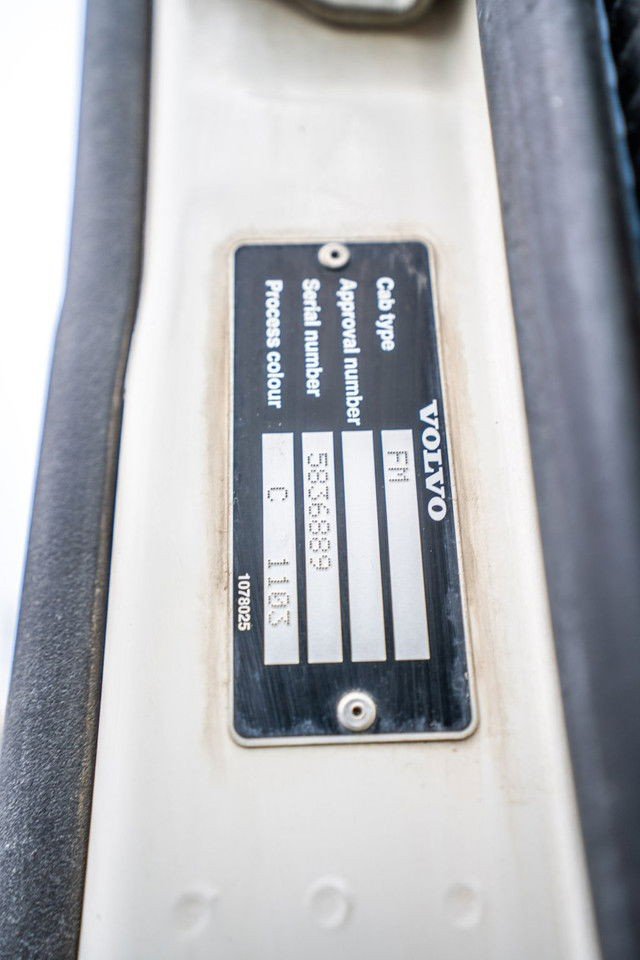 VOLVO
Cab type FM
Approval number
Serial number 5836889
Process colour C 1103
1078025